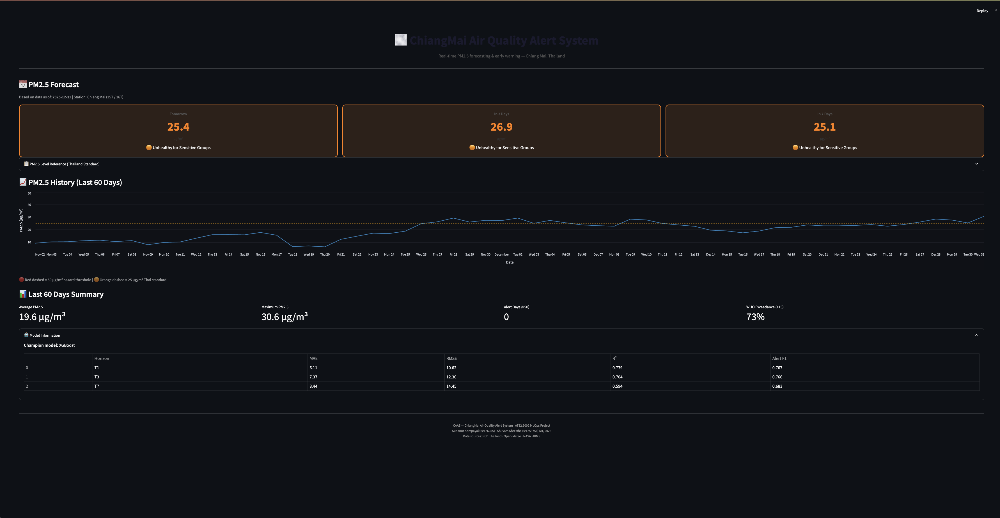 Deploy
ChiangMai Air Quality Alert System
Real-time PM2.5 forecasting & early warning — Chiang Mai, Thailand
17 PM2.5 Forecast
Based on data as of: 2025-12-31 | Station: Chiang Mai (35T / 36T)
Tomorrow
25.4
µg/m³
Unhealthy for Sensitive Groups
In 3 Days
26.9
µg/m³
Unhealthy for Sensitive Groups
In 7 Days
25.1
µg/m³
Unhealthy for Sensitive Groups
PM2.5 Level Reference (Thailand Standard)
PM2.5 History (Last 60 Days)
PM2.5 (µg/m³)
50
40
30
20
10
Nov 02 Mon 03 Tue 04 Wed 05 Thu 06 Fri 07 Sat 08 Nov 09 Mon 10 Tue 11 Wed 12 Thu 13 Fri 14 Sat 15 Nov 16 Mon 17 Tue 18 Wed 19 Thu 20 Fri 21 Sat 22 Nov 23 Mon 24 Tue 25 Wed 26 Thu 27 Fri 28 Sat 29 Nov 30 December Tue 02 Wed 03 Thu 04 Fri 05 Sat 06 Dec 07 Mon 08 Tue 09 Wed 10 Thu 11 Fri 12 Sat 13 Dec 14 Mon 15 Tue 16 Wed 17 Thu 18 Fri 19 Sat 20 Dec 21 Mon 22 Tue 23 Wed 24 Thu 25 Fri 26 Sat 27 Dec 28 Mon 29 Tue 30 Wed 31
Date
Red dashed = 50 µg/m³ hazard threshold | Orange dashed = 25 µg/m³ Thai standard
Last 60 Days Summary
Average PM2.5
19.6 µg/m³
Maximum PM2.5
30.6 µg/m³
Alert Days (>50)
0
WHO Exceedance (>15)
73%
Model Information
Champion model: XGBoost
Horizon MAE RMSE R² Alert F1
0 T1 6.11 10.62 0.779 0.767
1 T3 7.37 12.30 0.704 0.766
2 T7 8.44 14.45 0.594 0.683
CAAS — ChiangMai Air Quality Alert System | AT82.9002 MLOps Project
Supanut Kompayak (st126055) · Shuvam Shrestha (st125975) | AIT, 2026
Data sources: PCD Thailand · Open-Meteo · NASA FIRMS